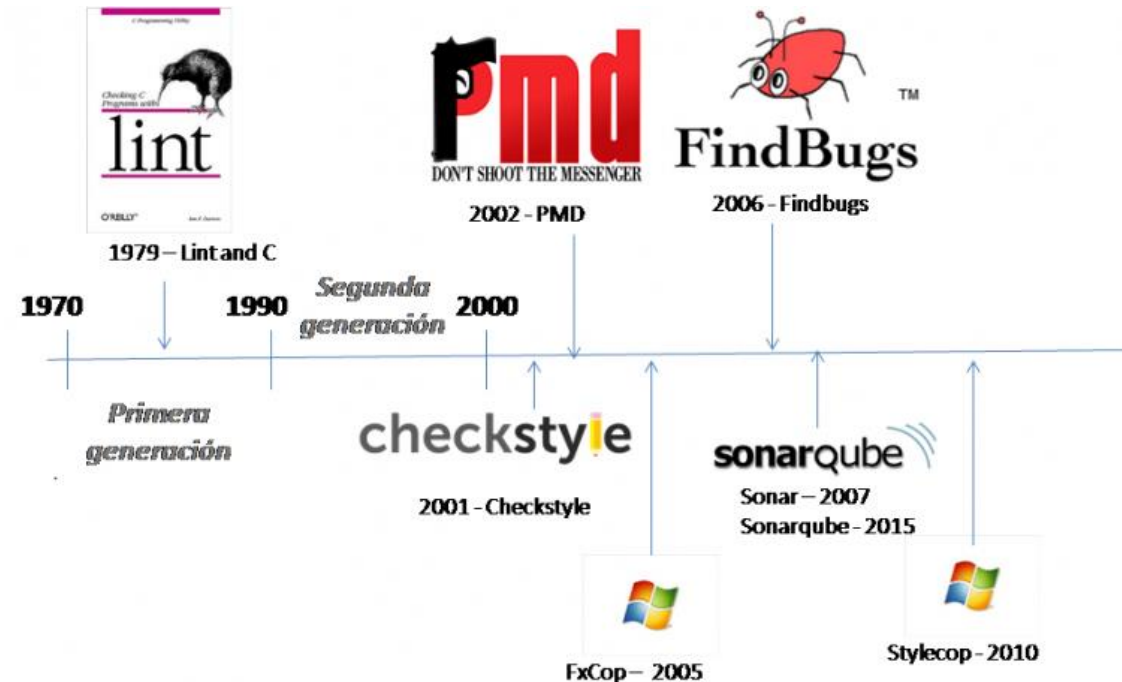 C Programming Utility
Checking C
Programs with
lint
O'REILLY
1979 – Lint and C
Pmd
DON'T SHOOT THE MESSENGER
2002 - PMD
TM
FindBugs
2006 - Findbugs
1970
1990
Segunda
generación
2000
Primera
generación
checkstyle
2001 - Checkstyle
sonarqube
Sonar – 2007
Sonarqube - 2015
FxCop – 2005
Stylecop - 2010